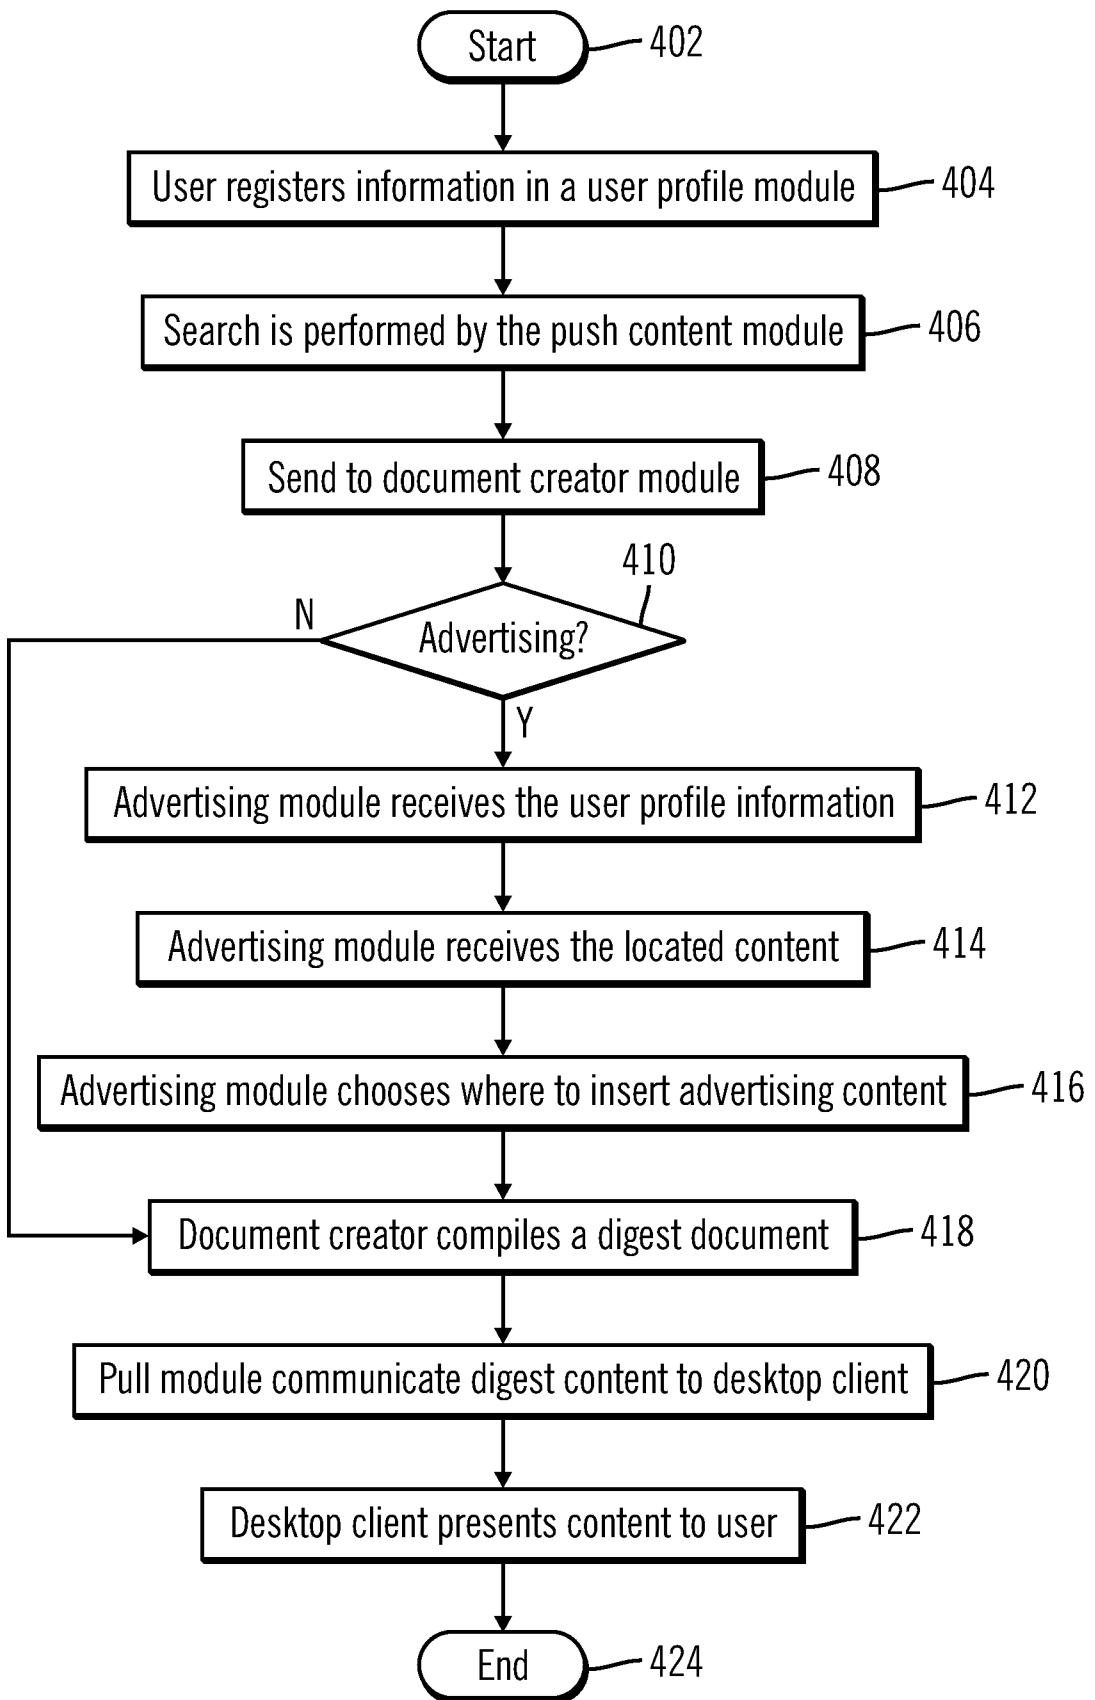 Start
402
User registers information in a user profile module
404
Search is performed by the push content module
406
Send to document creator module
408
410
N
Advertising?
Y
Advertising module receives the user profile information
412
Advertising module receives the located content
414
Advertising module chooses where to insert advertising content
416
Document creator compiles a digest document
418
Pull module communicate digest content to desktop client
420
Desktop client presents content to user
422
End
424